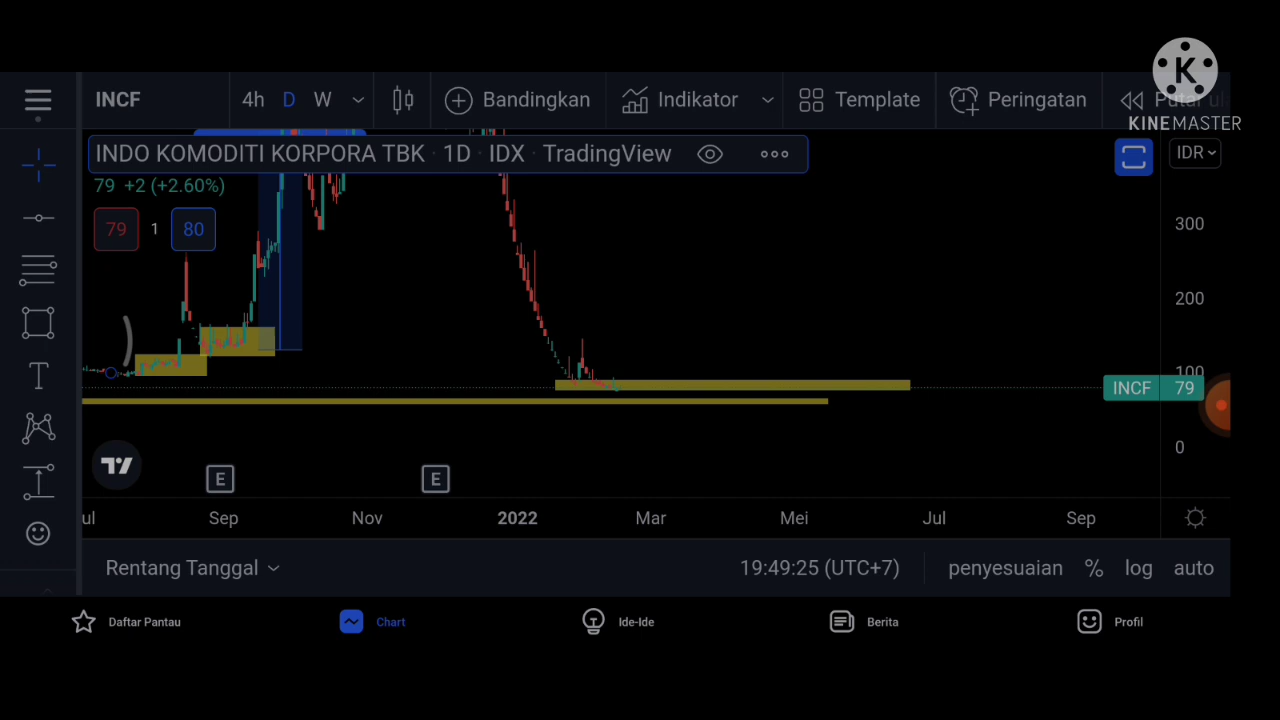 K
KINEMASTER
INCF 4h D W Bandingkan Indikator Template Peringatan
INDO KOMODITI KORPORA TBK · 1D · IDX · TradingView
IDR
79 +2 (+2.60%)
79 1 80
300
200
100
INCF 79
0
T
E E
ul Sep Nov 2022 Mar Mei Jul Sep
Rentang Tanggal 19:49:25 (UTC+7) penyesuaian % log auto
Daftar Pantau Chart Ide-Ide Berita Profil